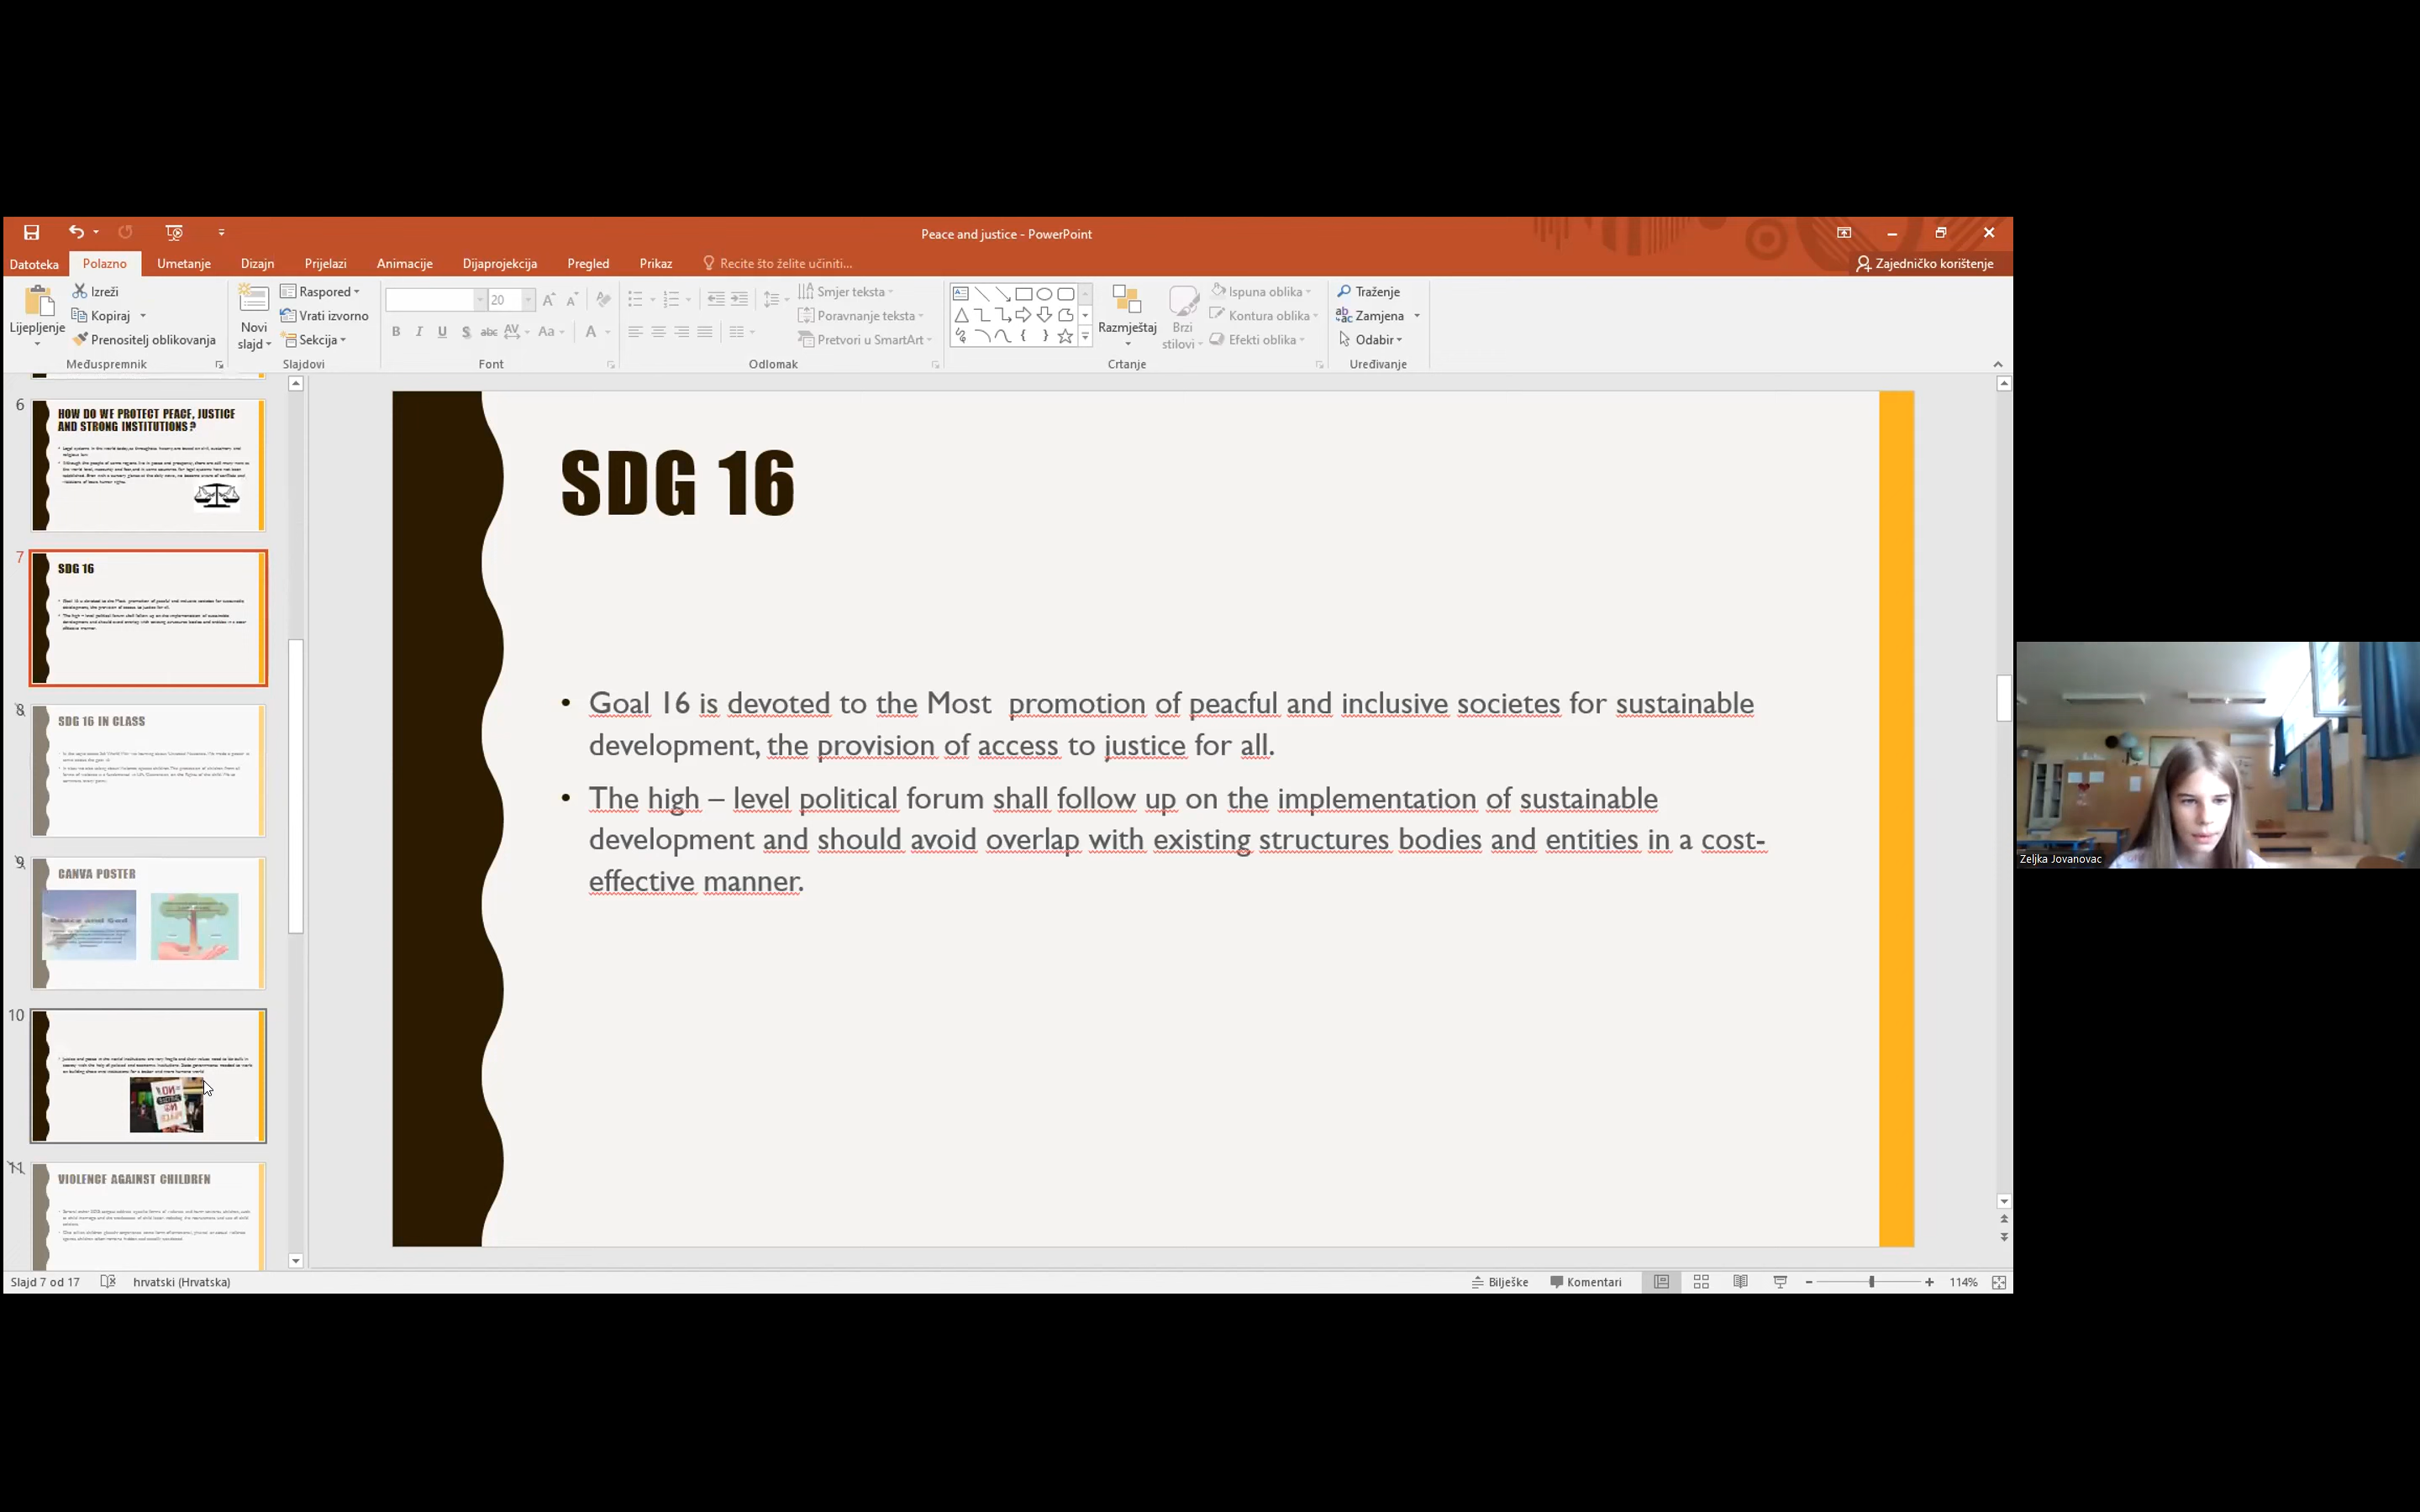 Peace and justice - PowerPoint
Datoteka Polazno Umetanje Dizajn Prijelazi Animacije Dijaprojekcija Pregled Prikaz Recite što želite učiniti... Zajedničko korištenje
Lijepljenje
Izreži
Kopiraj
Prenositelj oblikovanja
Međuspremnik
Novi
slajd
Raspored
Vrati izvorno
Sekcija
Slajdovi
20
B I U S abc AV Aa A
Font
Smjer teksta
Poravnanje teksta
Pretvori u SmartArt
Odlomak
Razmještaj
Brzi
stilovi
Ispuna oblika
Kontura oblika
Efekti oblika
Crtanje
Traženje
Zamjena
Odabir
Uređivanje
6
HOW DO WE PROTECT PEACE, JUSTICE
AND STRONG INSTITUTIONS?
7
SDG 16
8
SDG 16 IN CLASS
9
CANVA POSTER
10
11
VIOLENCE AGAINST CHILDREN
SDG 16
• Goal 16 is devoted to the Most promotion of peacful and inclusive societes for sustainable
development, the provision of access to justice for all.
• The high – level political forum shall follow up on the implementation of sustainable
development and should avoid overlap with existing structures bodies and entities in a cost-
effective manner.
Zeljka Jovanovac
Slajd 7 od 17 hrvatski (Hrvatska) Bilješke Komentari 114%